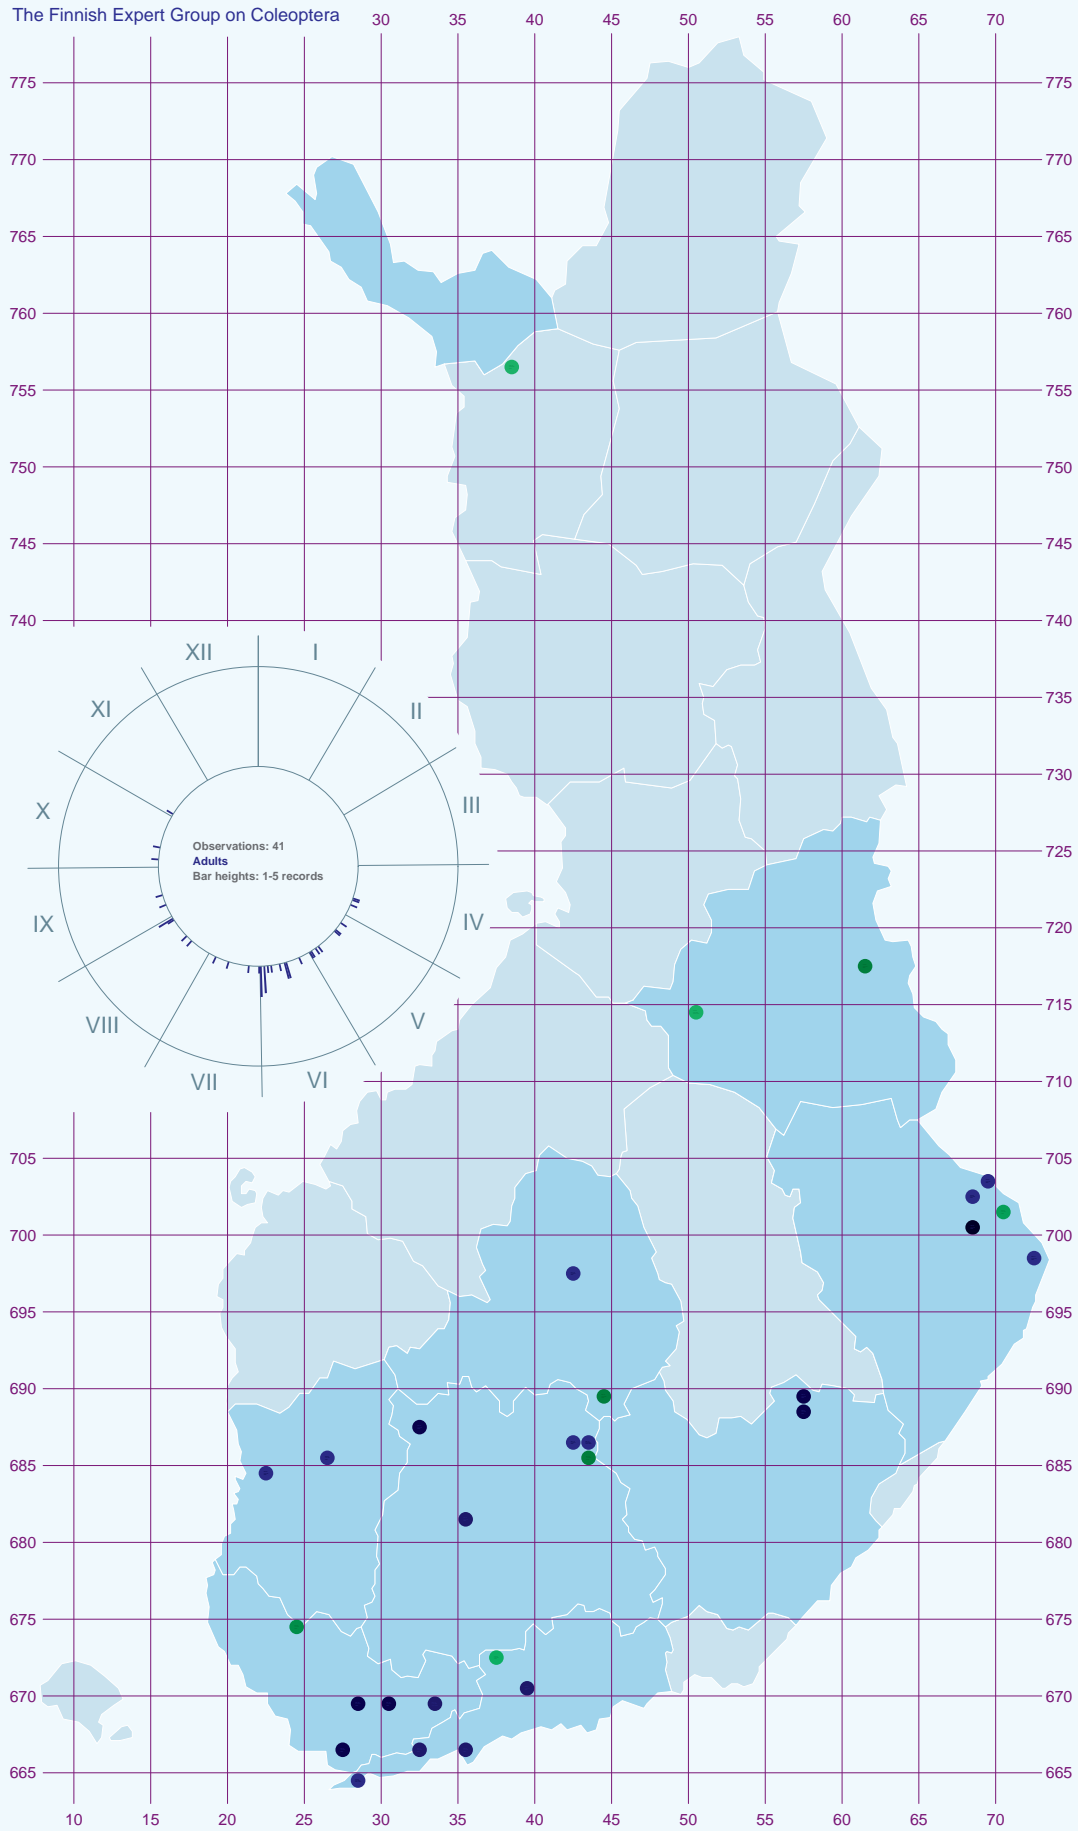 The Finnish Expert Group on Coleoptera
30 35 40 45 50 55 60 65 70
775 775
770 770
765 765
760 760
755 755
750 750
745 745
740 740
XII I
XI II
735
730
X III
Observations: 41
Adults
Bar heights: 1-5 records
725
IX IV
720
VIII V
715
VII VI
710
705 705
700 700
695 695
690 690
685 685
680 680
675 675
670 670
665 665
10 15 20 25 30 35 40 45 50 55 60 65 70